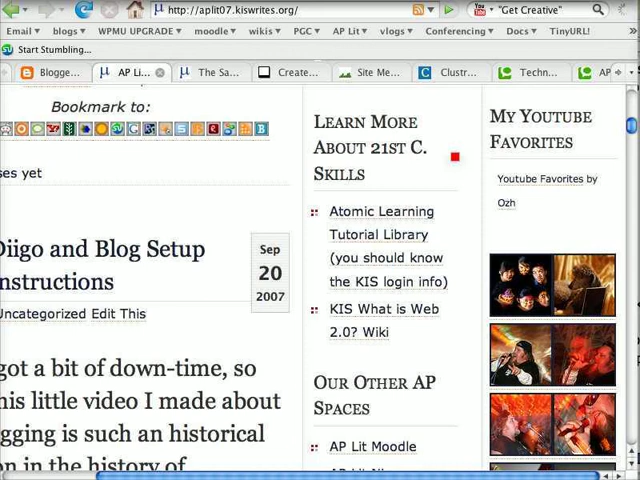 http://aplit07.kiswrites.org/
"Get Creative"
Email
blogs
WPMU UPGRADE
moodle
wikis
PGC
AP Lit
vlogs
Conferencing
Docs
TinyURL!
Start Stumbling...
Blogge...
AP Li...
The Sa...
Create...
Site Me...
Clustr...
Techn...
AP
Bookmark to:
ses yet
Diigo and Blog Setup
nstructions
Sep
20
2007
Uncategorized Edit This
got a bit of down-time, so
his little video I made about
gging is such an historical
on in the history of
Learn More
About 21st C.
Skills
Atomic Learning
Tutorial Library
(you should know
the KIS login info)
KIS What is Web
2.0? Wiki
Our Other AP
Spaces
AP Lit Moodle
My Youtube
Favorites
Youtube Favorites by
Ozh